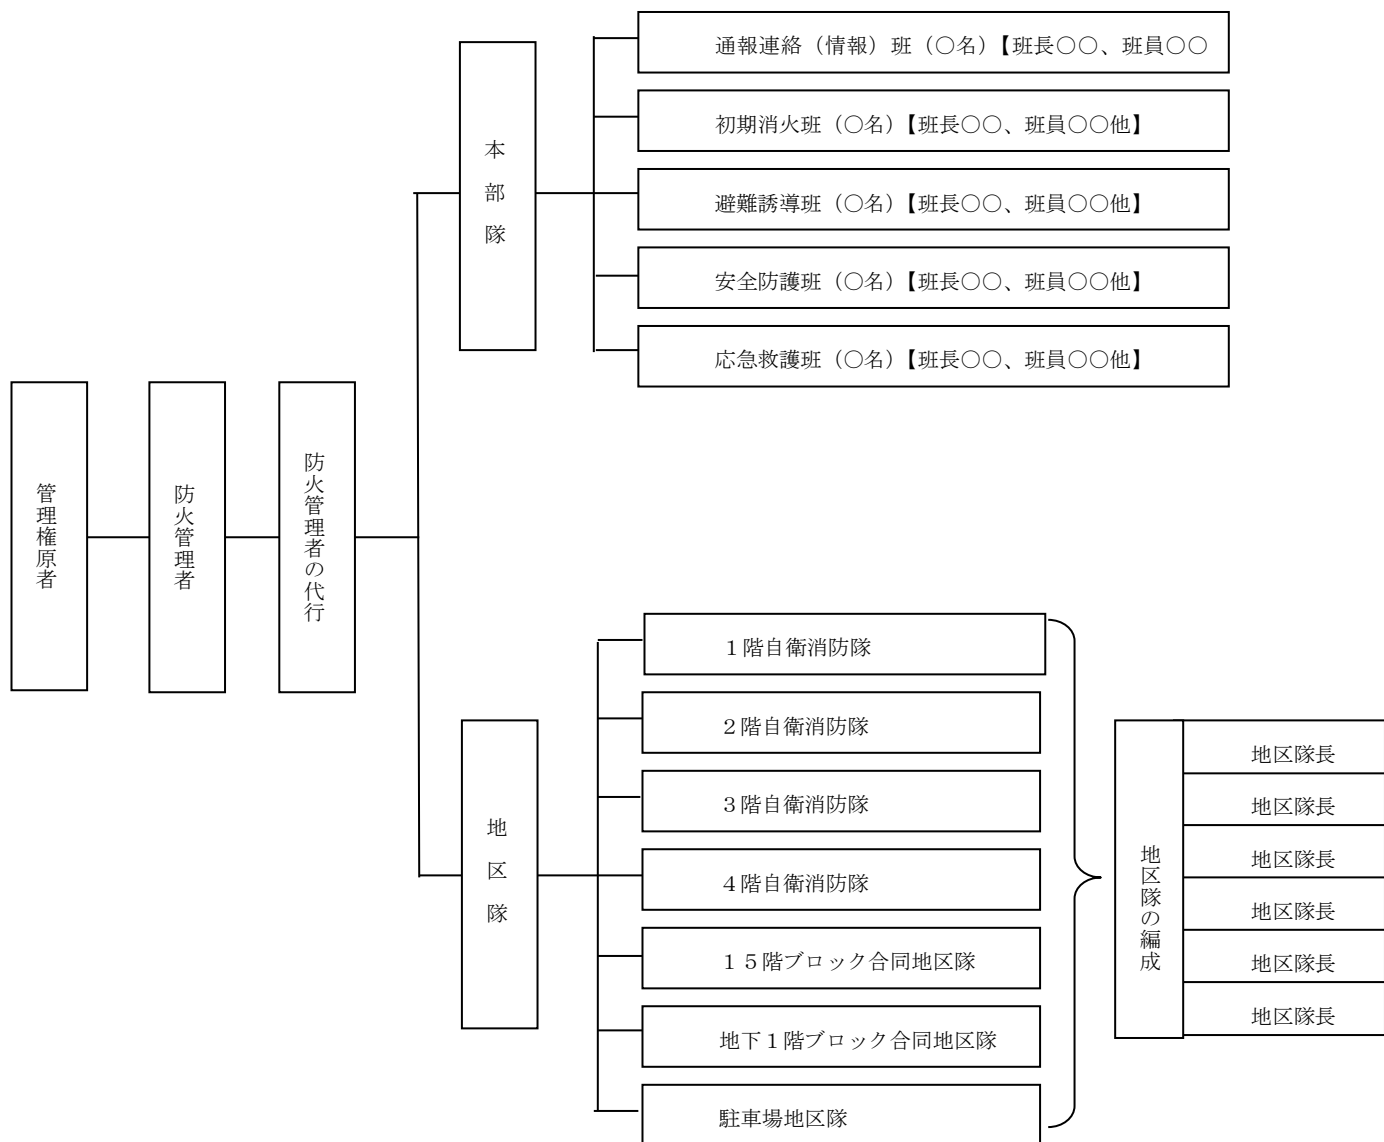 通報連絡（情報）班（○名）【班長○○、班員○○
初期消火班（○名）【班長○○、班員○○他】
本部隊
避難誘導班（○名）【班長○○、班員○○他】
安全防護班（○名）【班長○○、班員○○他】
応急救護班（○名）【班長○○、班員○○他】
管理権原者
防火管理者
防火管理者の代行
１階自衛消防隊
２階自衛消防隊
３階自衛消防隊
地区隊
４階自衛消防隊
１５階ブロック合同地区隊
地下１階ブロック合同地区隊
駐車場地区隊
地区隊の編成
地区隊長
地区隊長
地区隊長
地区隊長
地区隊長
地区隊長